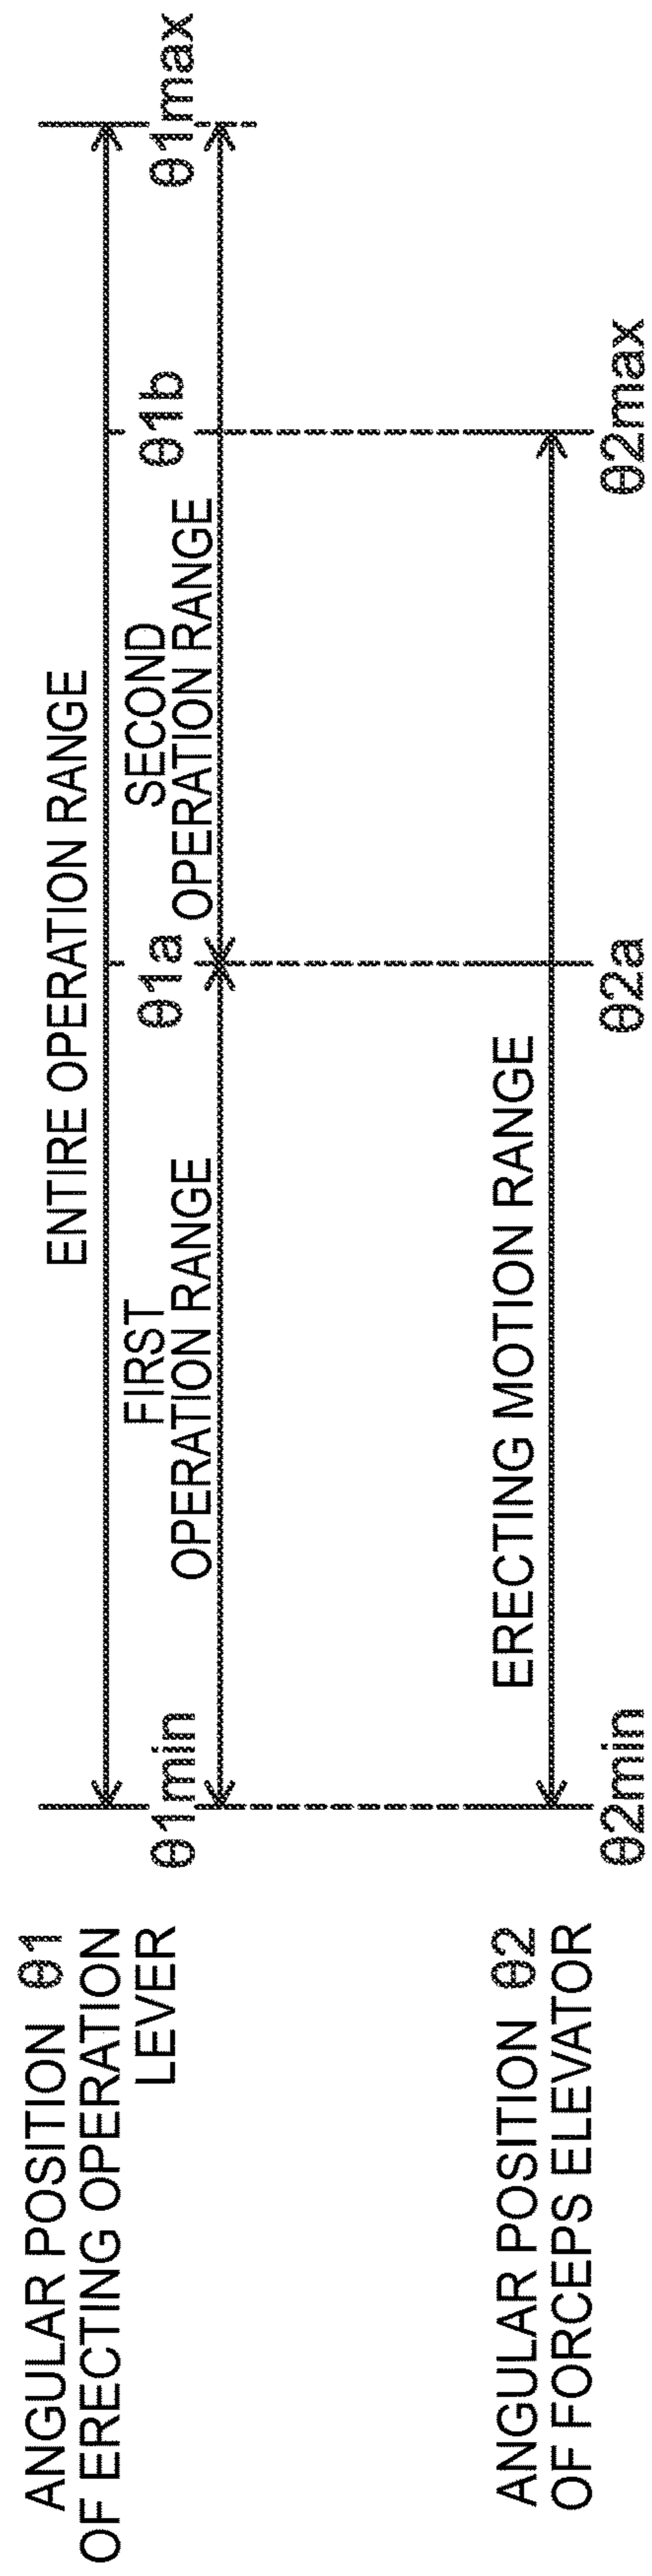 ANGULAR POSITION θ1
OF ERECTING OPERATION
LEVER
ENTIRE OPERATION RANGE
θ1min
FIRST
OPERATION RANGE
θ1a
SECOND
OPERATION RANGE
θ1b
θ1max
ANGULAR POSITION θ2
OF FORCEPS ELEVATOR
ERECTING MOTION RANGE
θ2min
θ2a
θ2max